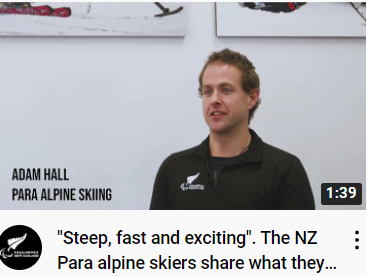 ADAM HALL
PARA ALPINE SKIING
1:39
"Steep, fast and exciting". The NZ
Para alpine skiers share what they...